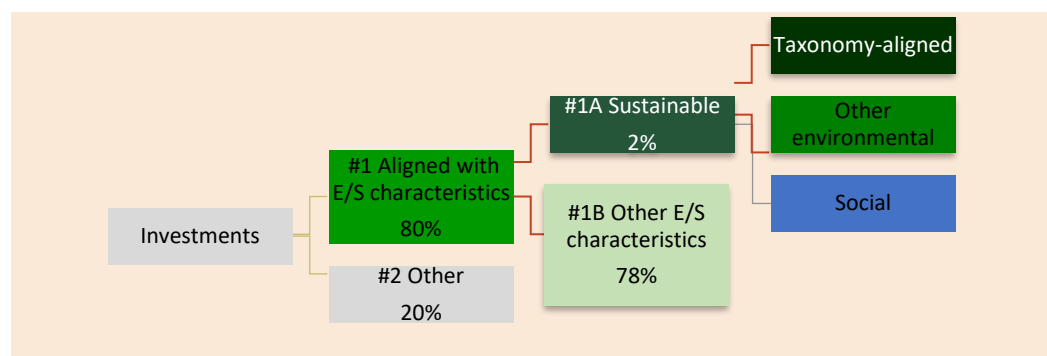 Investments
#1 Aligned with
E/S characteristics
80%
#2 Other
20%
#1A Sustainable
2%
#1B Other E/S
characteristics
78%
Taxonomy-aligned
Other
environmental
Social